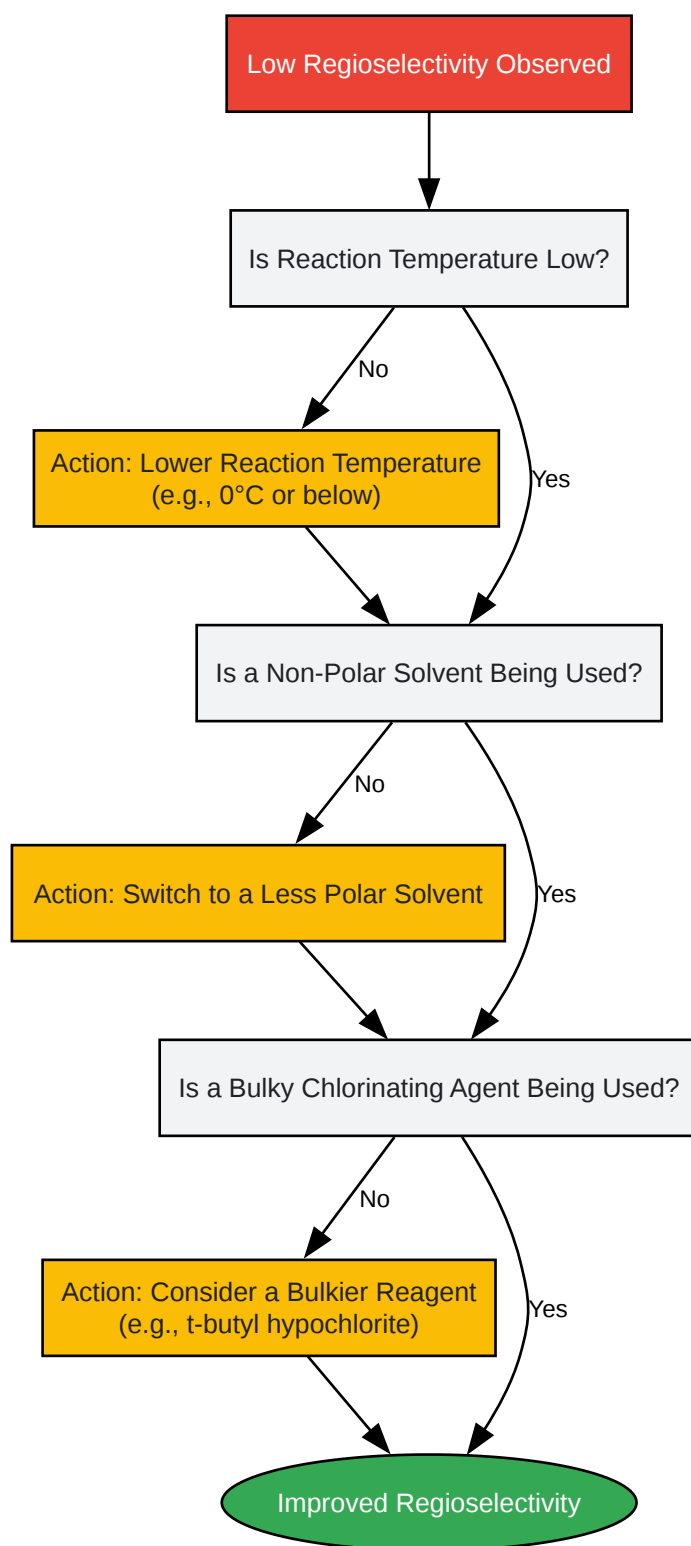 Low Regioselectivity Observed
Is Reaction Temperature Low?
No
Action: Lower Reaction Temperature
(e.g., 0°C or below)
Yes
Is a Non-Polar Solvent Being Used?
No
Action: Switch to a Less Polar Solvent
Yes
Is a Bulky Chlorinating Agent Being Used?
No
Action: Consider a Bulkier Reagent
(e.g., t-butyl hypochlorite)
Yes
Improved Regioselectivity